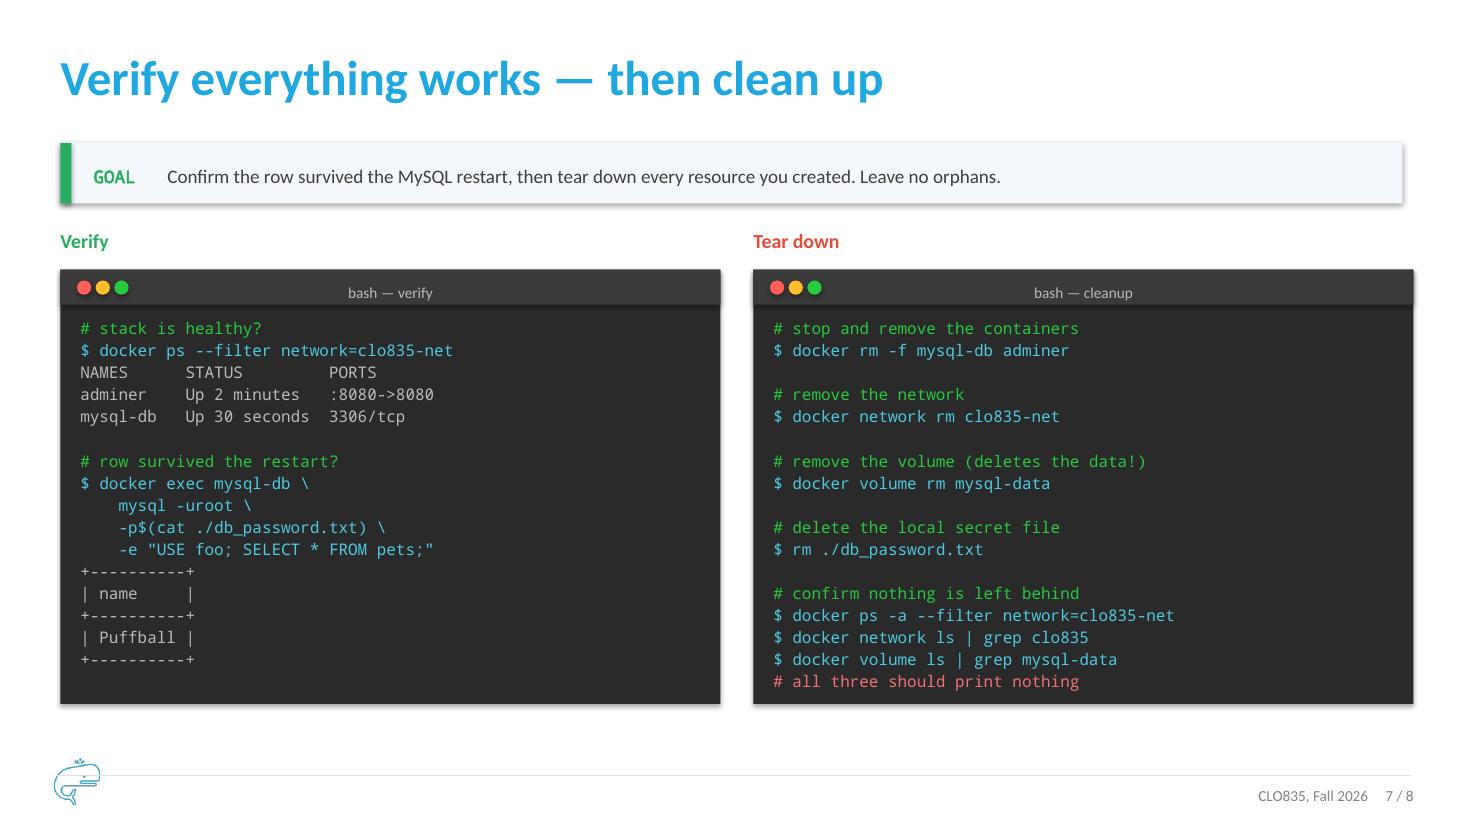 Verify everything works — then clean up
GOAL Confirm the row survived the MySQL restart, then tear down every resource you created. Leave no orphans.
Verify
bash — verify
# stack is healthy?
$ docker ps --filter network=clo835-net
NAMES      STATUS         PORTS
adminer    Up 2 minutes   :8080->8080
mysql-db   Up 30 seconds  3306/tcp
# row survived the restart?
$ docker exec mysql-db \
    mysql -uroot \
    -p$(cat ./db_password.txt) \
    -e "USE foo; SELECT * FROM pets;"
+----------+
| name     |
+----------+
| Puffball |
+----------+
Tear down
bash — cleanup
# stop and remove the containers
$ docker rm -f mysql-db adminer
# remove the network
$ docker network rm clo835-net
# remove the volume (deletes the data!)
$ docker volume rm mysql-data
# delete the local secret file
$ rm ./db_password.txt
# confirm nothing is left behind
$ docker ps -a --filter network=clo835-net
$ docker network ls | grep clo835
$ docker volume ls | grep mysql-data
# all three should print nothing
CLO835, Fall 2026 7 / 8